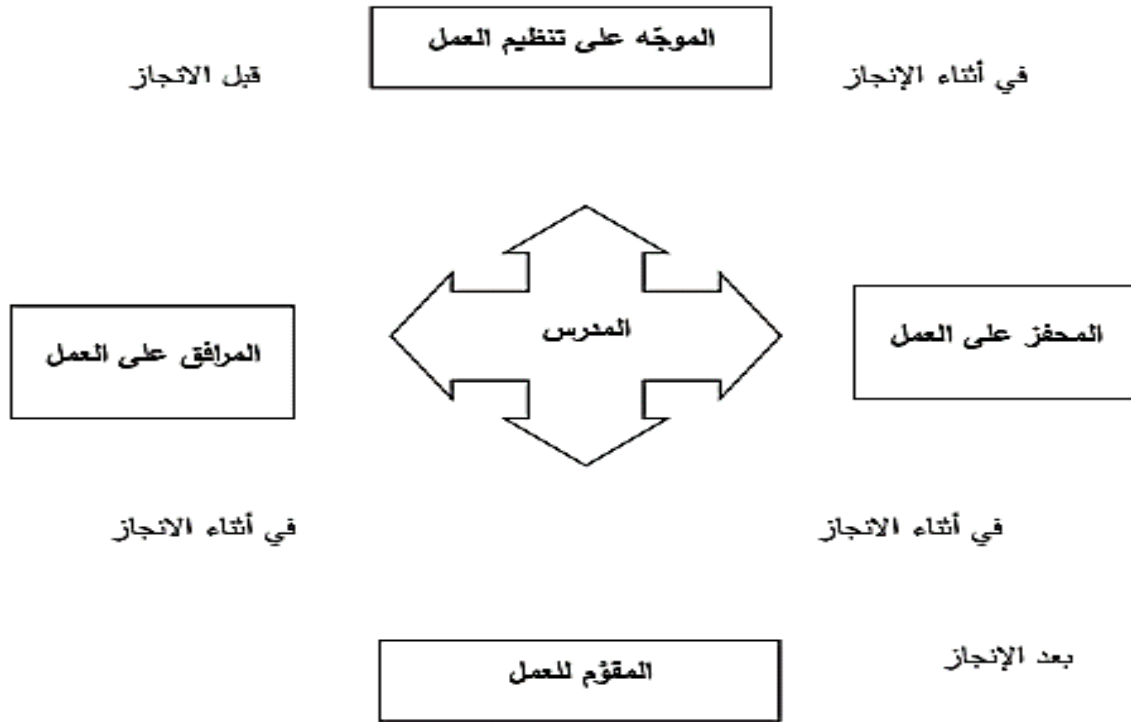 الموجّه على تنظيم العمل
في أثناء الإنجاز
قبل الانجاز
المحفز على العمل
المدرس
المرافق على العمل
في أثناء الانجاز
في أثناء الانجاز
بعد الإنجاز
المقوّم للعمل